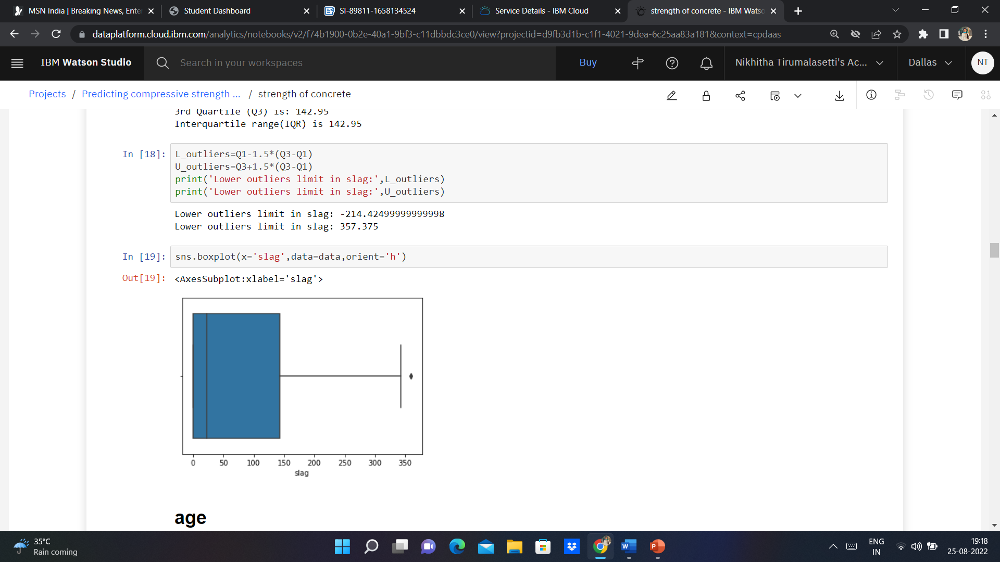 MSN India | Breaking News, Ente
Student Dashboard
SI-89811-1658134524
Service Details - IBM Cloud
strength of concrete - IBM Watso
dataplatform.cloud.ibm.com/analytics/notebooks/v2/f74b1900-0b2e-40a1-9bf3-c11dbbdc3ce0/view?projectid=d9fb3d1b-c1f1-4021-9dea-6c25aa83a181&context=cpdaas
IBM Watson Studio
Search in your workspaces
Buy
Nikhitha Tirumalasetti's Ac...
Dallas
NT
Projects / Predicting compressive strength ... / strength of concrete
3rd Quartile (Q3) is: 142.95
Interquartile range(IQR) is 142.95
In [18]:
L_outliers=Q1-1.5*(Q3-Q1)
U_outliers=Q3+1.5*(Q3-Q1)
print('Lower outliers limit in slag:',L_outliers)
print('Lower outliers limit in slag:',U_outliers)
Lower outliers limit in slag: -214.42499999999998
Lower outliers limit in slag: 357.375
In [19]:
sns.boxplot(x='slag',data=data,orient='h')
Out[19]:
<AxesSubplot:xlabel='slag'>
0 50 100 150 200 250 300 350
slag
age
35°C
Rain coming
ENG
IN
19:18
25-08-2022